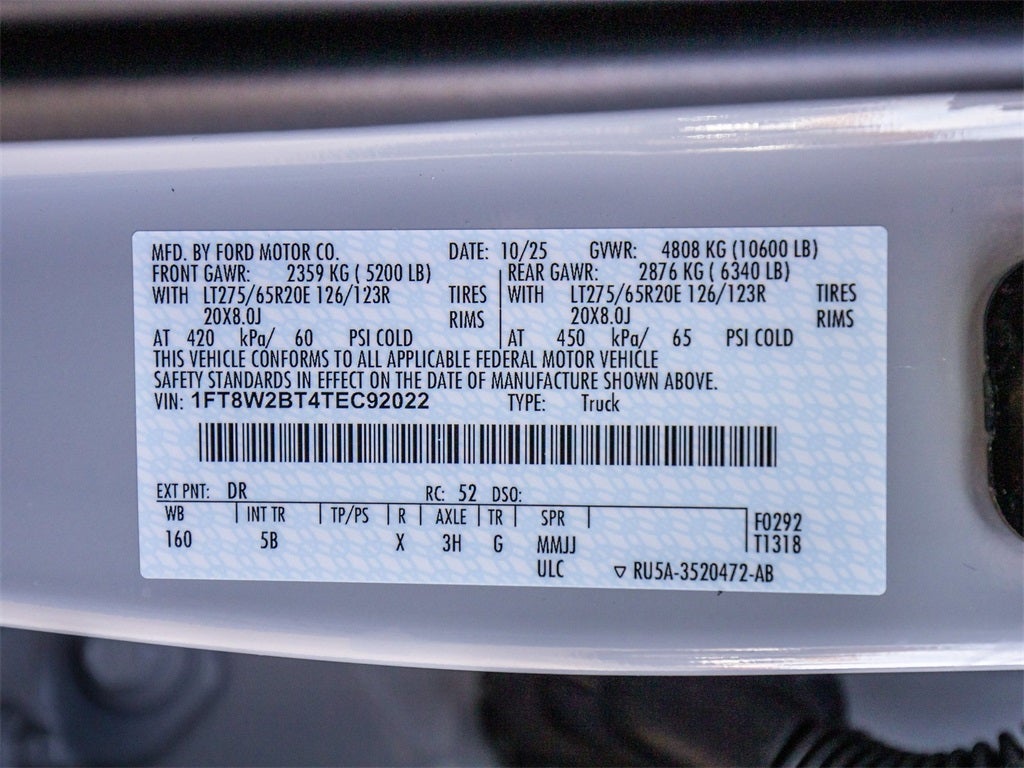 MFD. BY FORD MOTOR CO. DATE: 10/25 GVWR: 4808 KG (10600 LB)
FRONT GAWR: 2359 KG ( 5200 LB) REAR GAWR: 2876 KG ( 6340 LB)
WITH LT275/65R20E 126/123R TIRES WITH LT275/65R20E 126/123R TIRES
20X8.0J RIMS 20X8.0J RIMS
AT 420 kPa/ 60 PSI COLD AT 450 kPa/ 65 PSI COLD
THIS VEHICLE CONFORMS TO ALL APPLICABLE FEDERAL MOTOR VEHICLE
SAFETY STANDARDS IN EFFECT ON THE DATE OF MANUFACTURE SHOWN ABOVE.
VIN: 1FT8W2BT4TEC92022 TYPE: Truck
EXT PNT: DR RC: 52 DSO:
WB INT TR TP/PS R AXLE TR SPR F0292
160 5B X 3H G MMJJ T1318
ULC ▽ RU5A-3520472-AB